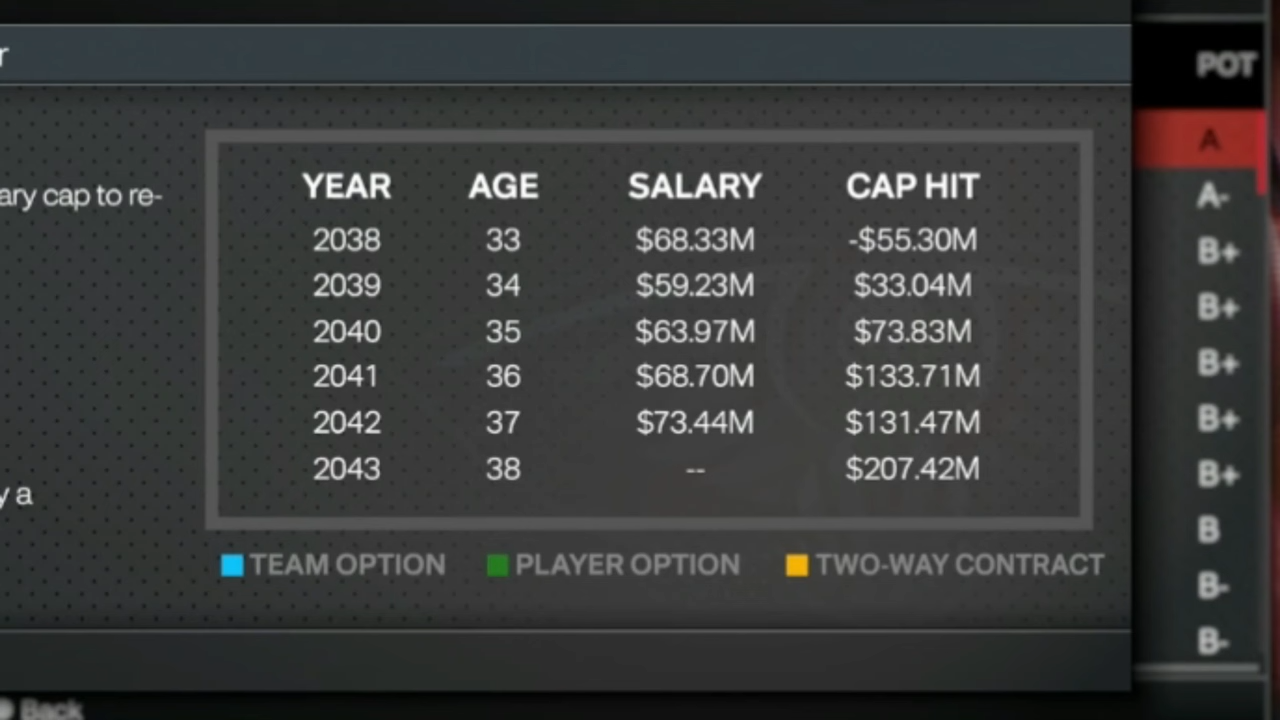 r
POT
A
ary cap to re-
YEAR AGE SALARY CAP HIT
2038 33 $68.33M -$55.30M
2039 34 $59.23M $33.04M
2040 35 $63.97M $73.83M
2041 36 $68.70M $133.71M
2042 37 $73.44M $131.47M
2043 38 -- $207.42M
y a
TEAM OPTION PLAYER OPTION TWO-WAY CONTRACT
A-
B+
B+
B+
B+
B+
B
B-
B-
Back